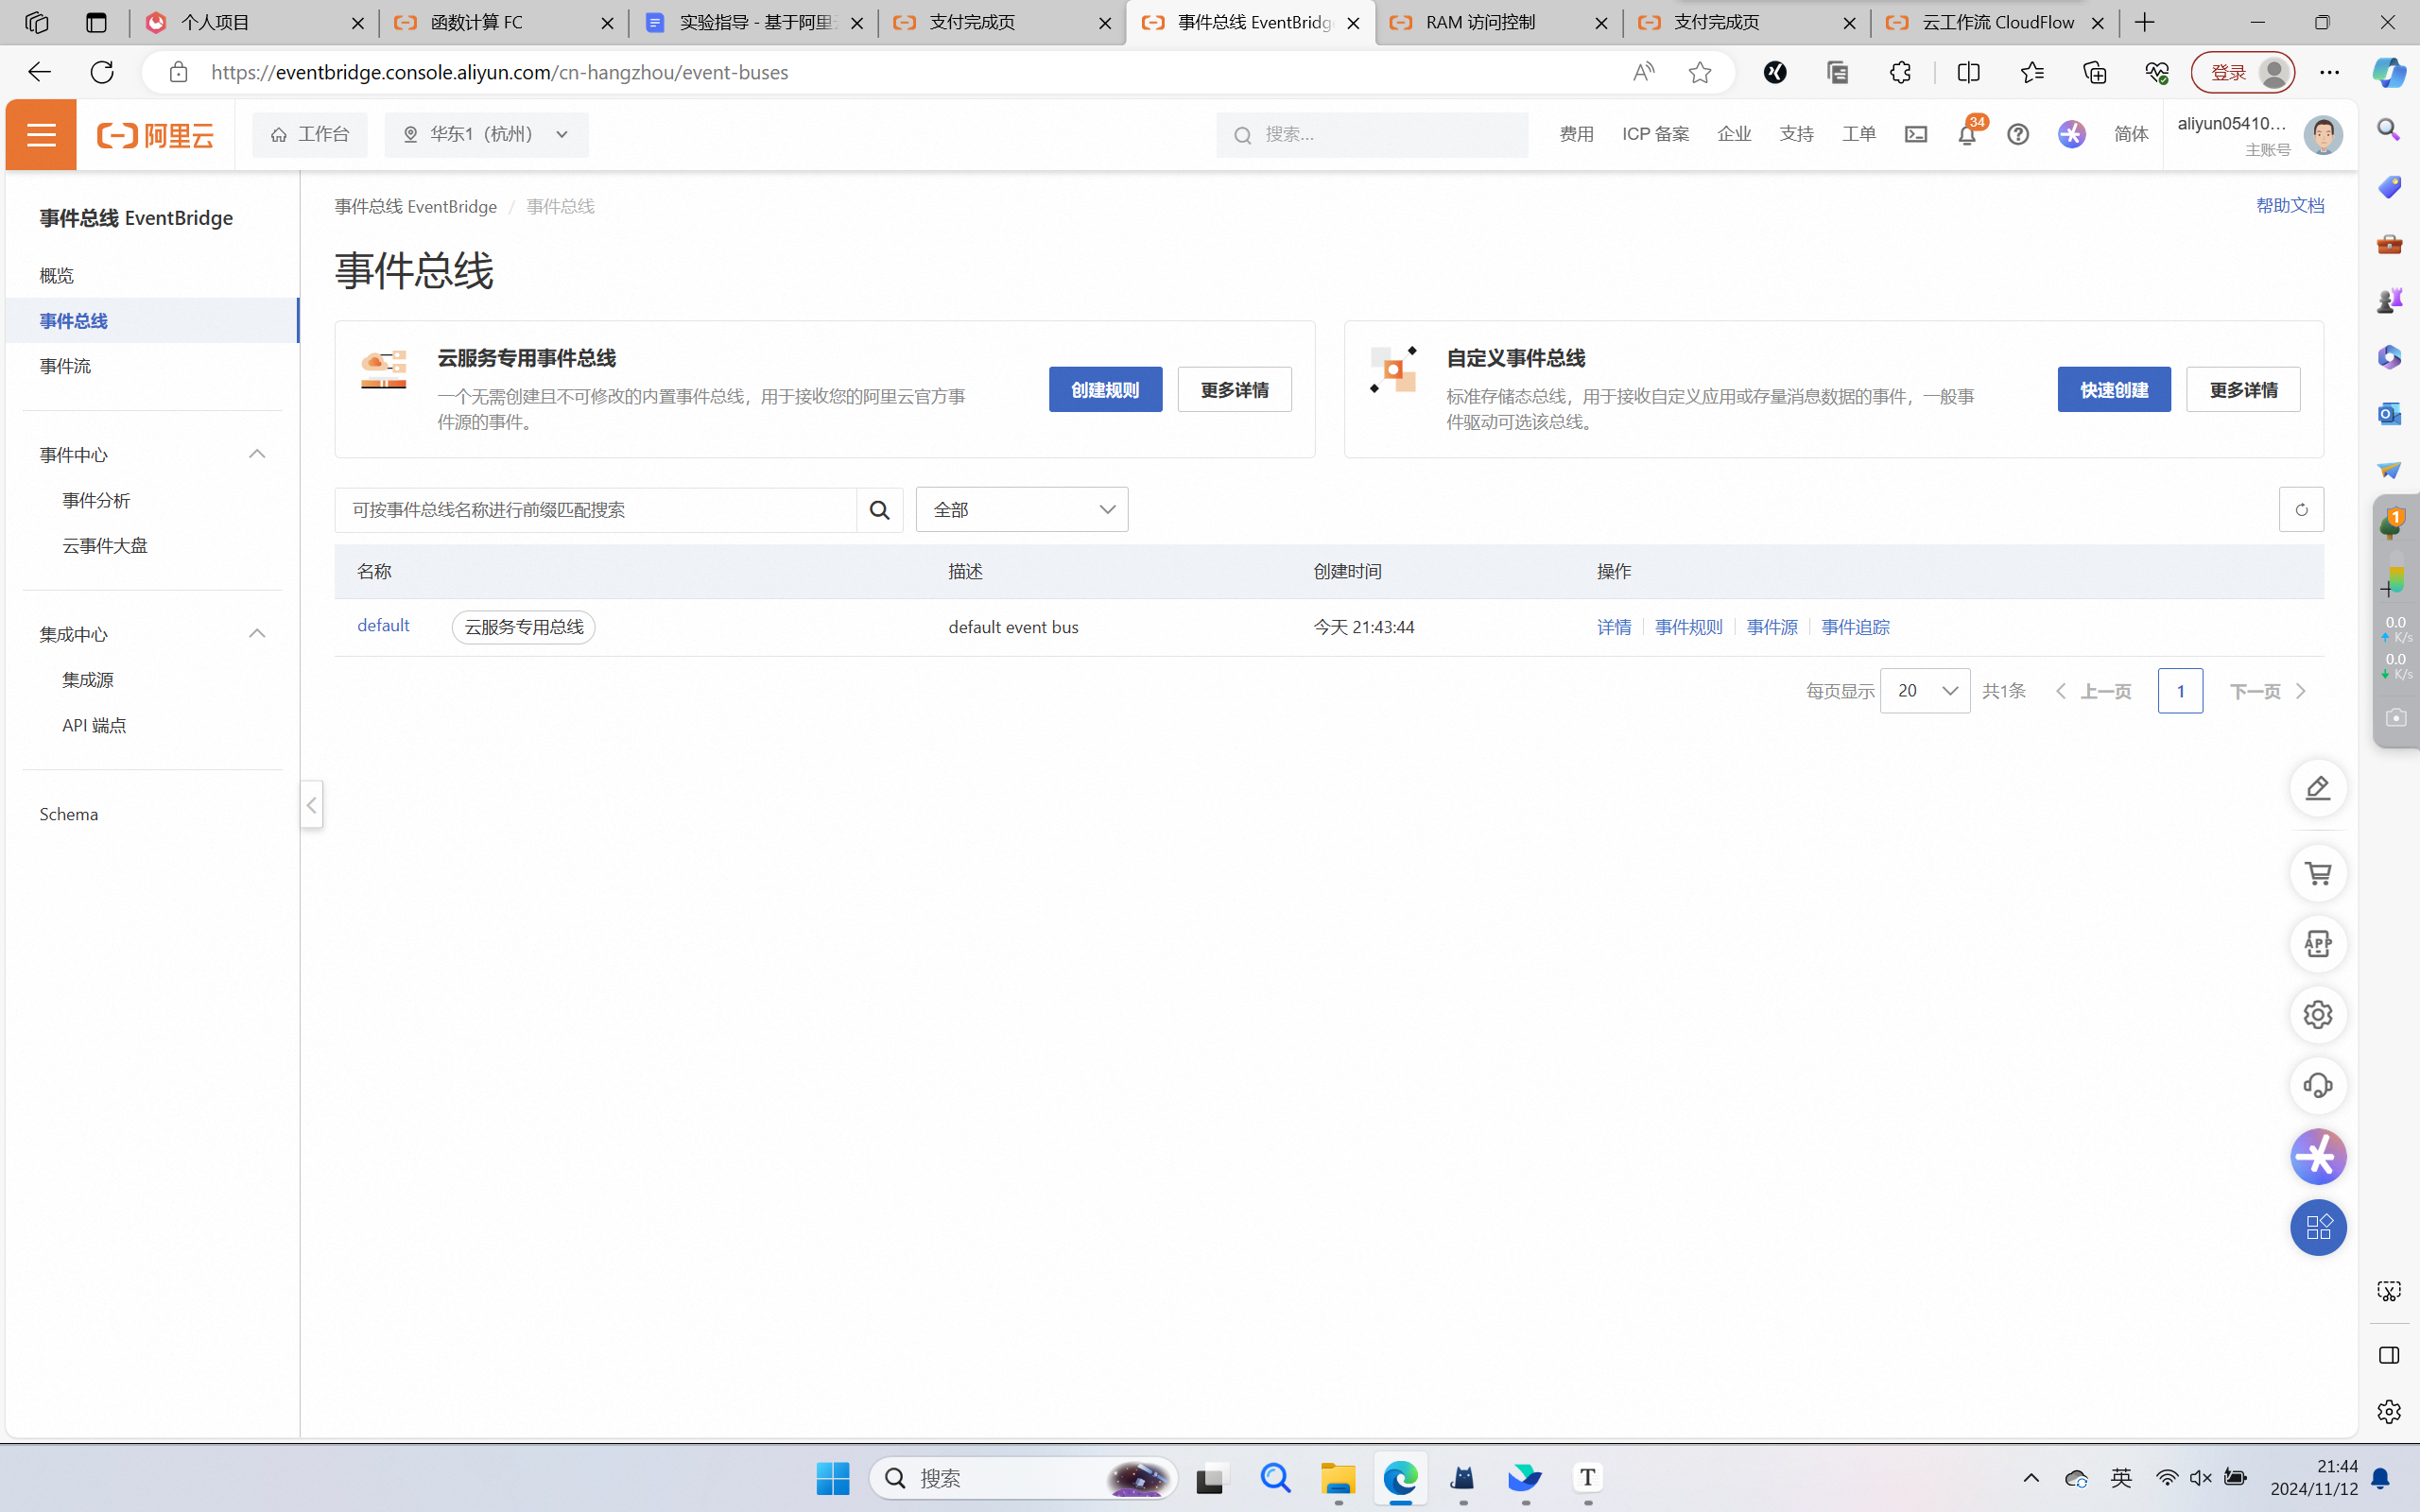 个人项目
函数计算 FC
实验指导 - 基于阿里
支付完成页
事件总线 EventBridg
RAM 访问控制
支付完成页
云工作流 CloudFlow
https://eventbridge.console.aliyun.com/cn-hangzhou/event-buses
登录
阿里云
工作台
华东1（杭州）
搜索...
费用
ICP 备案
企业
支持
工单
34
简体
aliyun05410...
主账号
事件总线 EventBridge
概览
事件总线
事件流
事件中心
事件分析
云事件大盘
集成中心
集成源
API 端点
Schema
事件总线 EventBridge / 事件总线
帮助文档
事件总线
云服务专用事件总线
一个无需创建且不可修改的内置事件总线，用于接收您的阿里云官方事
件源的事件。
创建规则
更多详情
自定义事件总线
标准存储态总线，用于接收自定义应用或存量消息数据的事件，一般事
件驱动可选该总线。
快速创建
更多详情
可按事件总线名称进行前缀匹配搜索
全部
名称 描述 创建时间 操作
default 云服务专用总线 default event bus 今天 21:43:44 详情 事件规则 事件源 事件追踪
每页显示 20 共1条 上一页 1 下一页
1
0.0
K/s
0.0
K/s
APP
搜索
T
英
21:44
2024/11/12